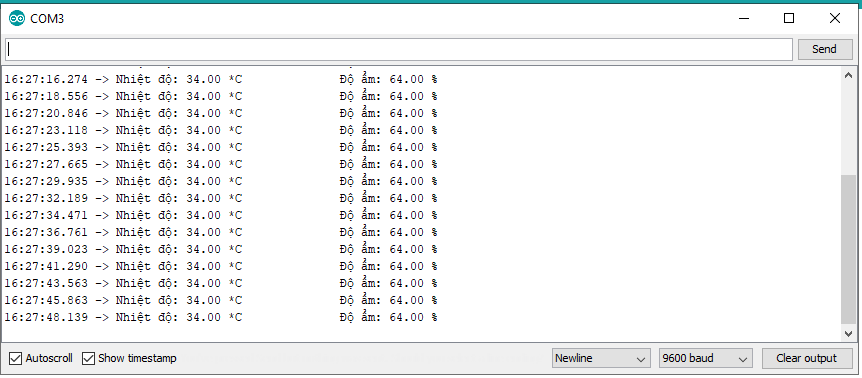 COM3
Send
16:27:16.274 -> Nhiệt độ: 34.00 *C Độ ẩm: 64.00 %
16:27:18.556 -> Nhiệt độ: 34.00 *C Độ ẩm: 64.00 %
16:27:20.846 -> Nhiệt độ: 34.00 *C Độ ẩm: 64.00 %
16:27:23.118 -> Nhiệt độ: 34.00 *C Độ ẩm: 64.00 %
16:27:25.393 -> Nhiệt độ: 34.00 *C Độ ẩm: 64.00 %
16:27:27.665 -> Nhiệt độ: 34.00 *C Độ ẩm: 64.00 %
16:27:29.935 -> Nhiệt độ: 34.00 *C Độ ẩm: 64.00 %
16:27:32.189 -> Nhiệt độ: 34.00 *C Độ ẩm: 64.00 %
16:27:34.471 -> Nhiệt độ: 34.00 *C Độ ẩm: 64.00 %
16:27:36.761 -> Nhiệt độ: 34.00 *C Độ ẩm: 64.00 %
16:27:39.023 -> Nhiệt độ: 34.00 *C Độ ẩm: 64.00 %
16:27:41.290 -> Nhiệt độ: 34.00 *C Độ ẩm: 64.00 %
16:27:43.563 -> Nhiệt độ: 34.00 *C Độ ẩm: 64.00 %
16:27:45.863 -> Nhiệt độ: 34.00 *C Độ ẩm: 64.00 %
16:27:48.139 -> Nhiệt độ: 34.00 *C Độ ẩm: 64.00 %
Autoscroll Show timestamp Newline 9600 baud Clear output